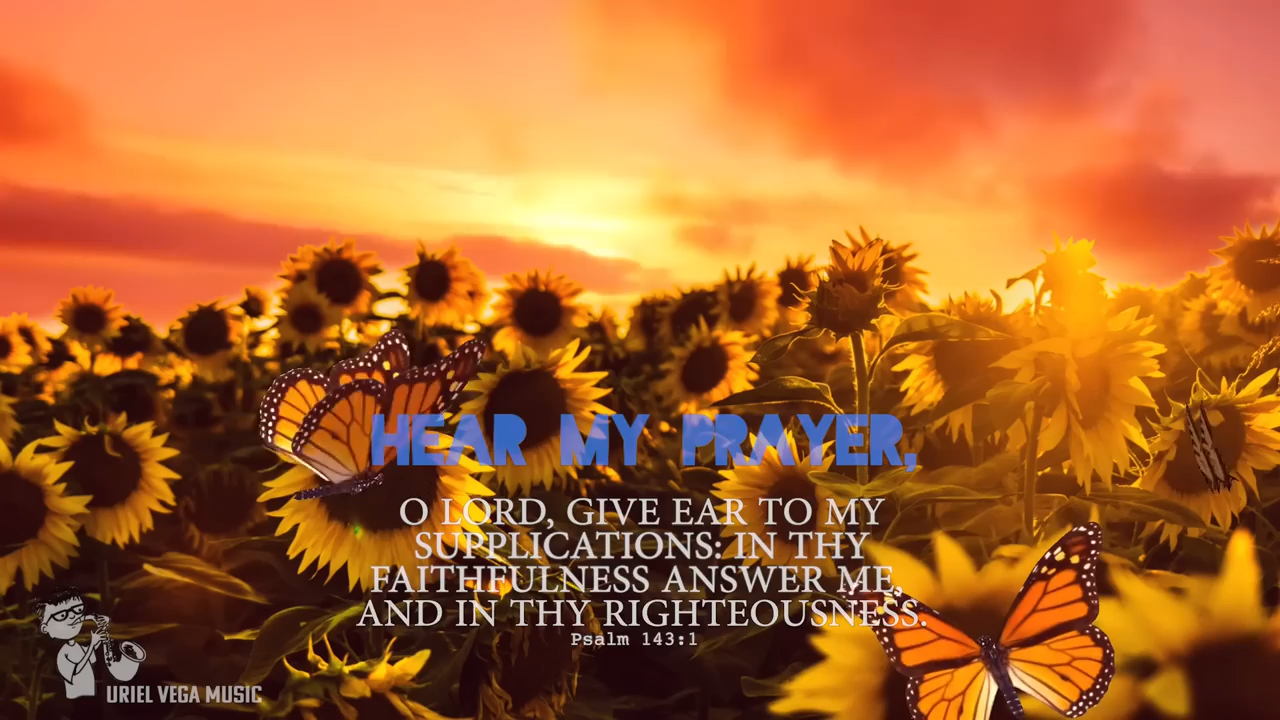 HEAR MY PRAYER,
O LORD, GIVE EAR TO MY
SUPPLICATIONS: IN THY
FAITHFULNESS ANSWER ME,
AND IN THY RIGHTEOUSNESS.
Psalm 143:1
URIEL VEGA MUSIC